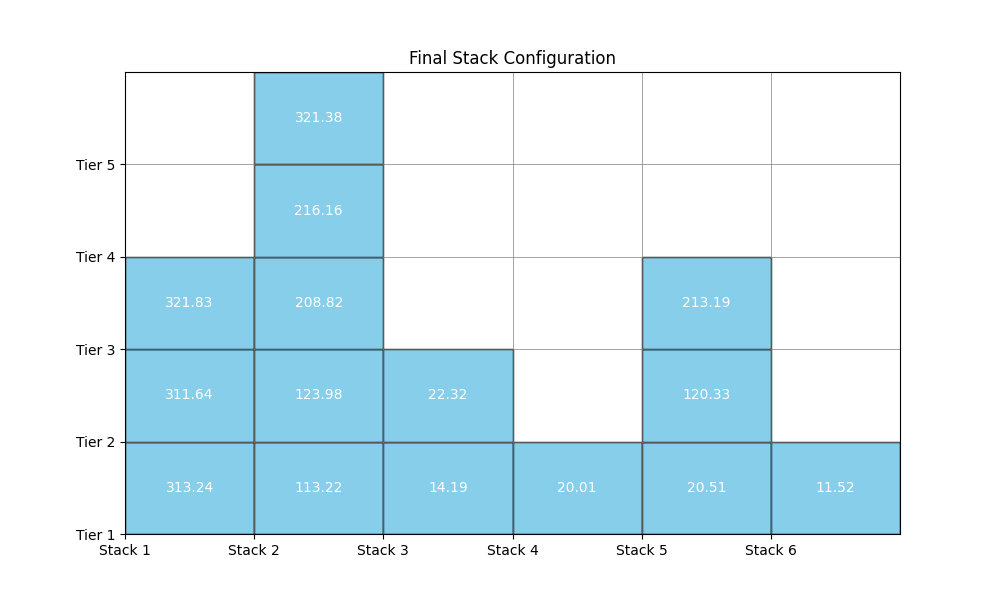 Final Stack Configuration
321.38
Tier 5
216.16
Tier 4
321.83 208.82 213.19
Tier 3
311.64 123.98 22.32 120.33
Tier 2
313.24 113.22 14.19 20.01 20.51 11.52
Tier 1
Stack 1 Stack 2 Stack 3 Stack 4 Stack 5 Stack 6